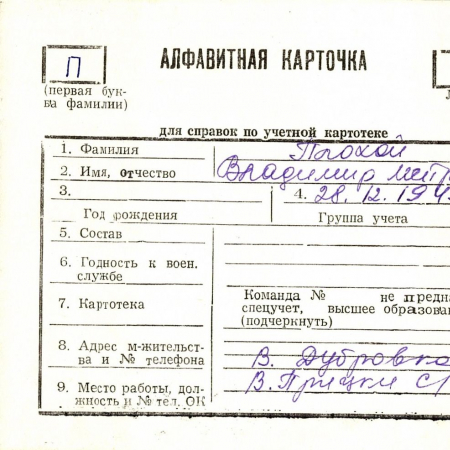 П
АЛФАВИТНАЯ КАРТОЧКА
(первая бук-
ва фамилии)
для справок по учетной картотеке
1. Фамилия Плохой
2. Имя, отчество Владимир
3. 4. 28.12.194
Год рождения Группа учета
5. Состав
6. Годность к воен.
службе
7. Картотека Команда № не предна
спецучет, высшее образова
(подчеркнуть)
8. Адрес м-жительст-
ва и № телефона В. Дубровка
9. Место работы, дол-
жность и № тел. ОК В.